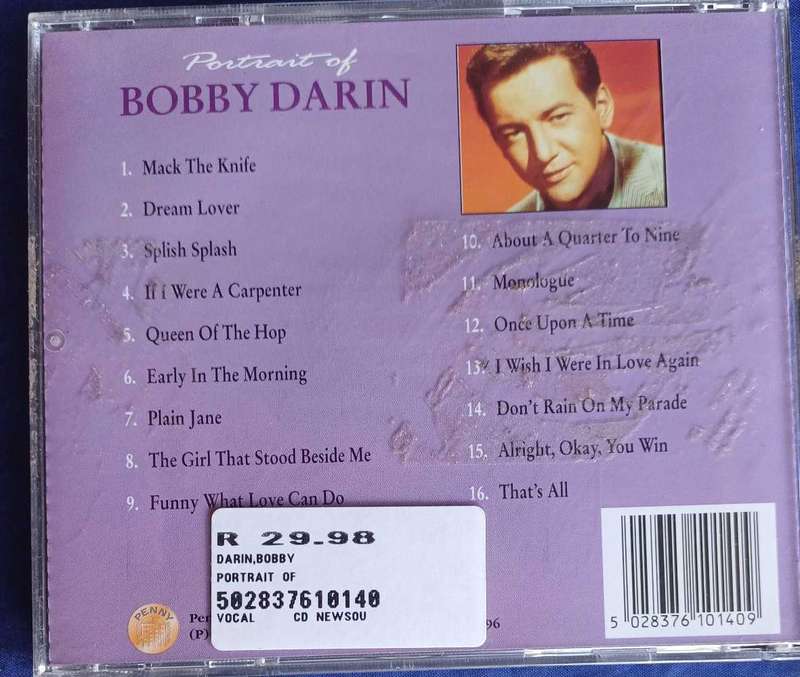 Portrait of
BOBBY DARIN
1. Mack The Knife
2. Dream Lover
3. Splish Splash
4. If I Were A Carpenter
5. Queen Of The Hop
6. Early In The Morning
7. Plain Jane
8. The Girl That Stood Beside Me
9. Funny What Love Can Do
10. About A Quarter To Nine
11. Monologue
12. Once Upon A Time
13. I Wish I Were In Love Again
14. Don't Rain On My Parade
15. Alright, Okay, You Win
16. That's All
R 29.98
DARIN,BOBBY
PORTRAIT OF
502837610140
VOCAL CD NEWSOU
PENNY
(P)
96
5 028376 101409